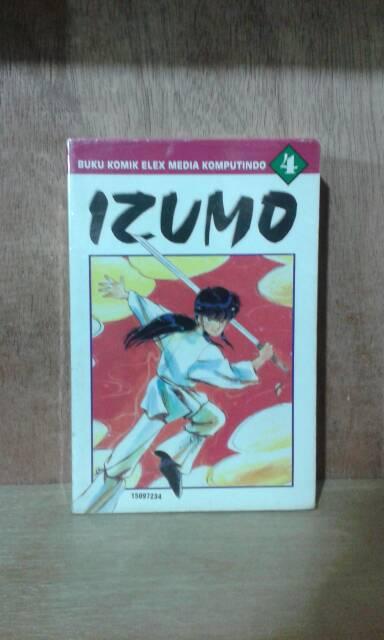 BUKU KOMIK ELEX MEDIA KOMPUTINDO
4
IZUMO
15097234